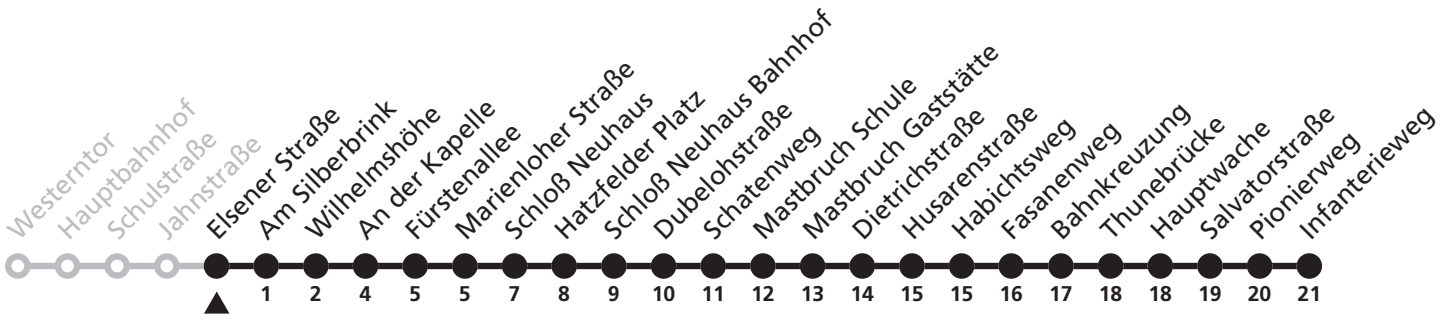 Westerntor
Hauptbahnhof
Schulstraße
Jahnstraße
Elsener Straße
Am Silberbrink
Wilhelmshöhe
An der Kapelle
Fürstenallee
Marienloher Straße
Schloß Neuhaus
Hatzfelder Platz
Schloß Neuhaus Bahnhof
Dubelohstraße
Schatenweg
Mastbruch Schule
Mastbruch Gaststätte
Dietrichstraße
Husarenstraße
Habichtsweg
Fasanenweg
Bahnkreuzung
Thunebrücke
Hauptwache
Salvatorstraße
Pionierweg
Infanterieweg
1 2 4 5 5 7 8 9 10 11 12 13 14 15 15 16 17 18 18 19 20 21